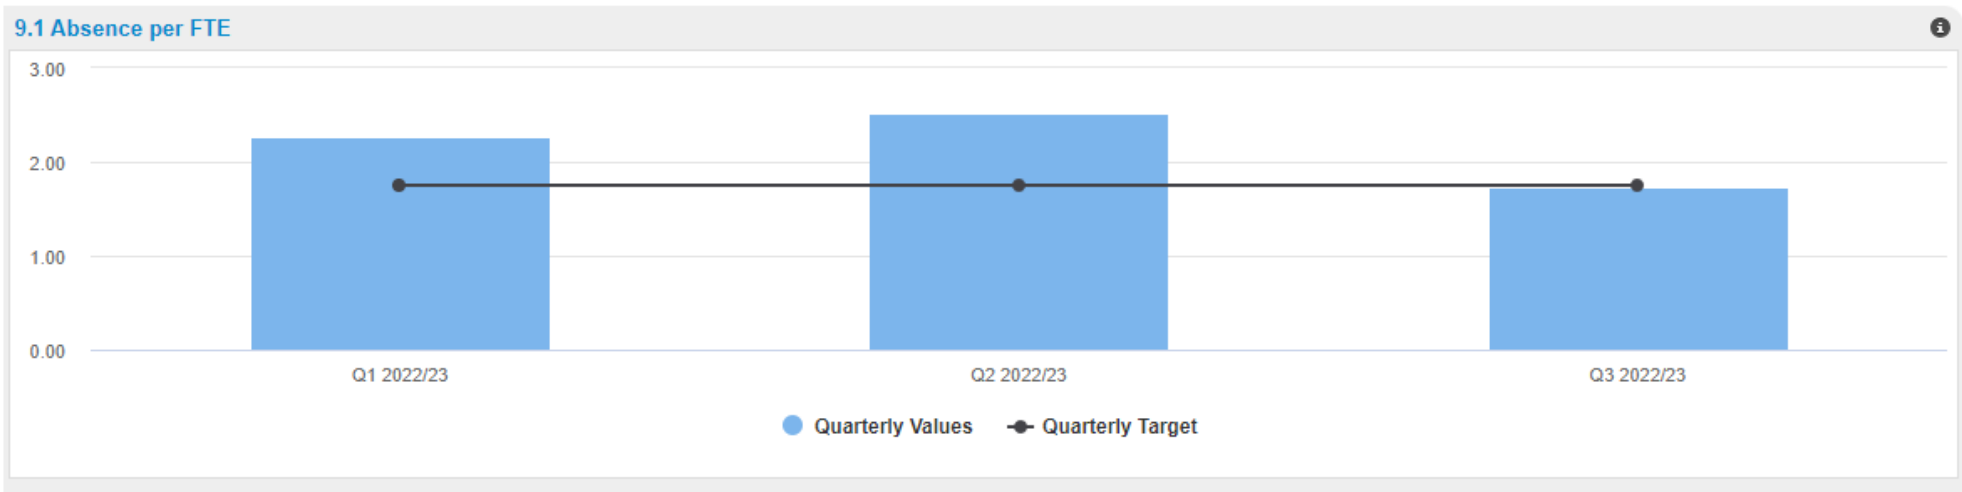 9.1 Absence per FTE
3.00
2.00
1.00
0.00
Q1 2022/23
Q2 2022/23
Q3 2022/23
Quarterly Values
Quarterly Target